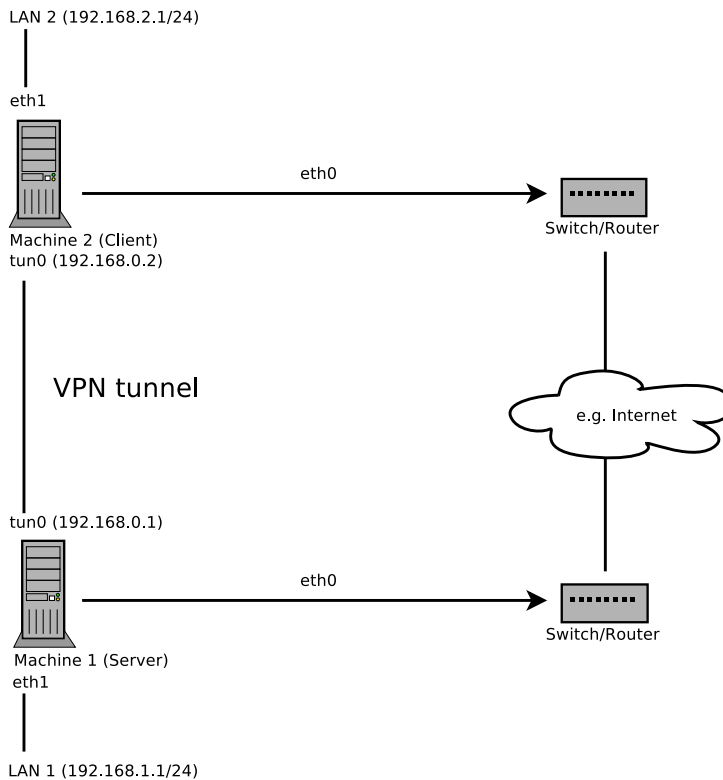 LAN 2 (192.168.2.1/24)
eth1
eth0
Machine 2 (Client)
tun0 (192.168.0.2)
Switch/Router
VPN tunnel
e.g. Internet
tun0 (192.168.0.1)
eth0
Switch/Router
Machine 1 (Server)
eth1
LAN 1 (192.168.1.1/24)